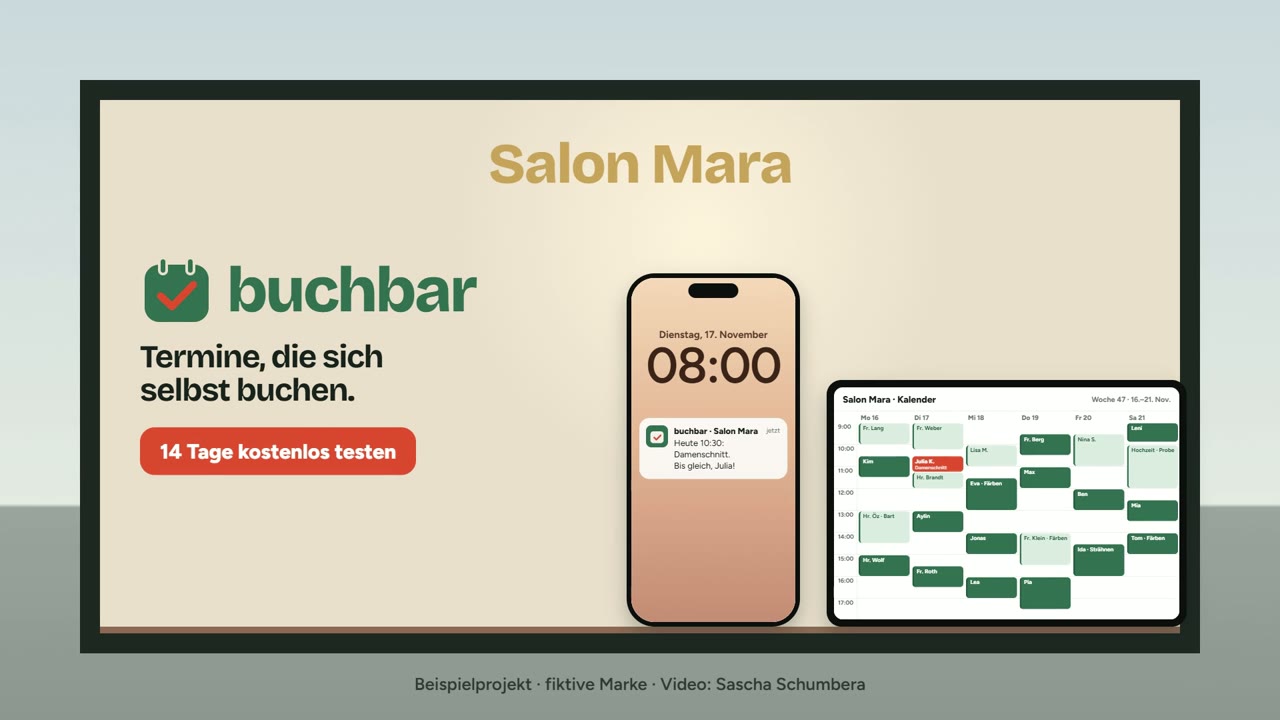 Salon Mara
buchbar
Termine, die sich
selbst buchen.
14 Tage kostenlos testen
Dienstag, 17. November
08:00
buchbar · Salon Mara jetzt
Heute 10:30:
Damenschnitt.
Bis gleich, Julia!
Salon Mara · Kalender Woche 47 · 16.–21. Nov.
Mo 16 Di 17 Mi 18 Do 19 Fr 20 Sa 21
9:00 Fr. Lang Fr. Weber Leni
Fr. Berg Nina S.
10:00 Lisa M. Hochzeit · Probe
Kim Julia K.
Damenschnitt
11:00 Hr. Brandt Max
Eva · Färben
12:00 Ben
Mia
13:00 Hr. Öz · Bart Aylin
14:00 Jonas Fr. Klein · Färben Tom · Färben
Ida · Strähnen
15:00 Hr. Wolf
Fr. Roth
16:00 Lea Pia
17:00
Beispielprojekt · fiktive Marke · Video: Sascha Schumbera